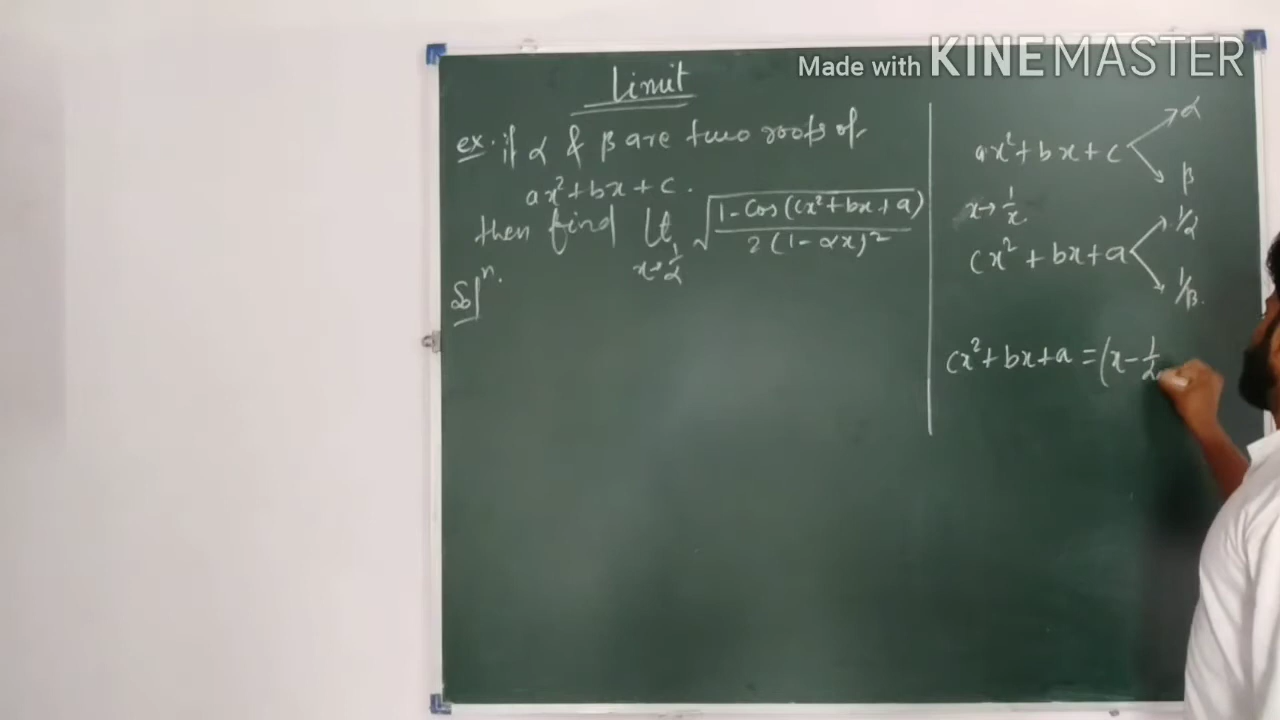 Made with KINEMASTER
Limit
ex. if α & β are two roots of
ax²+bx+c.
then find lt x→1/α √((1-Cos(cx²+bx+a))/(2(1-αx)²))
Solⁿ.
ax²+bx+c α β
x→1/x
cx²+bx+a 1/α 1/β.
cx²+bx+a=(x-1/α